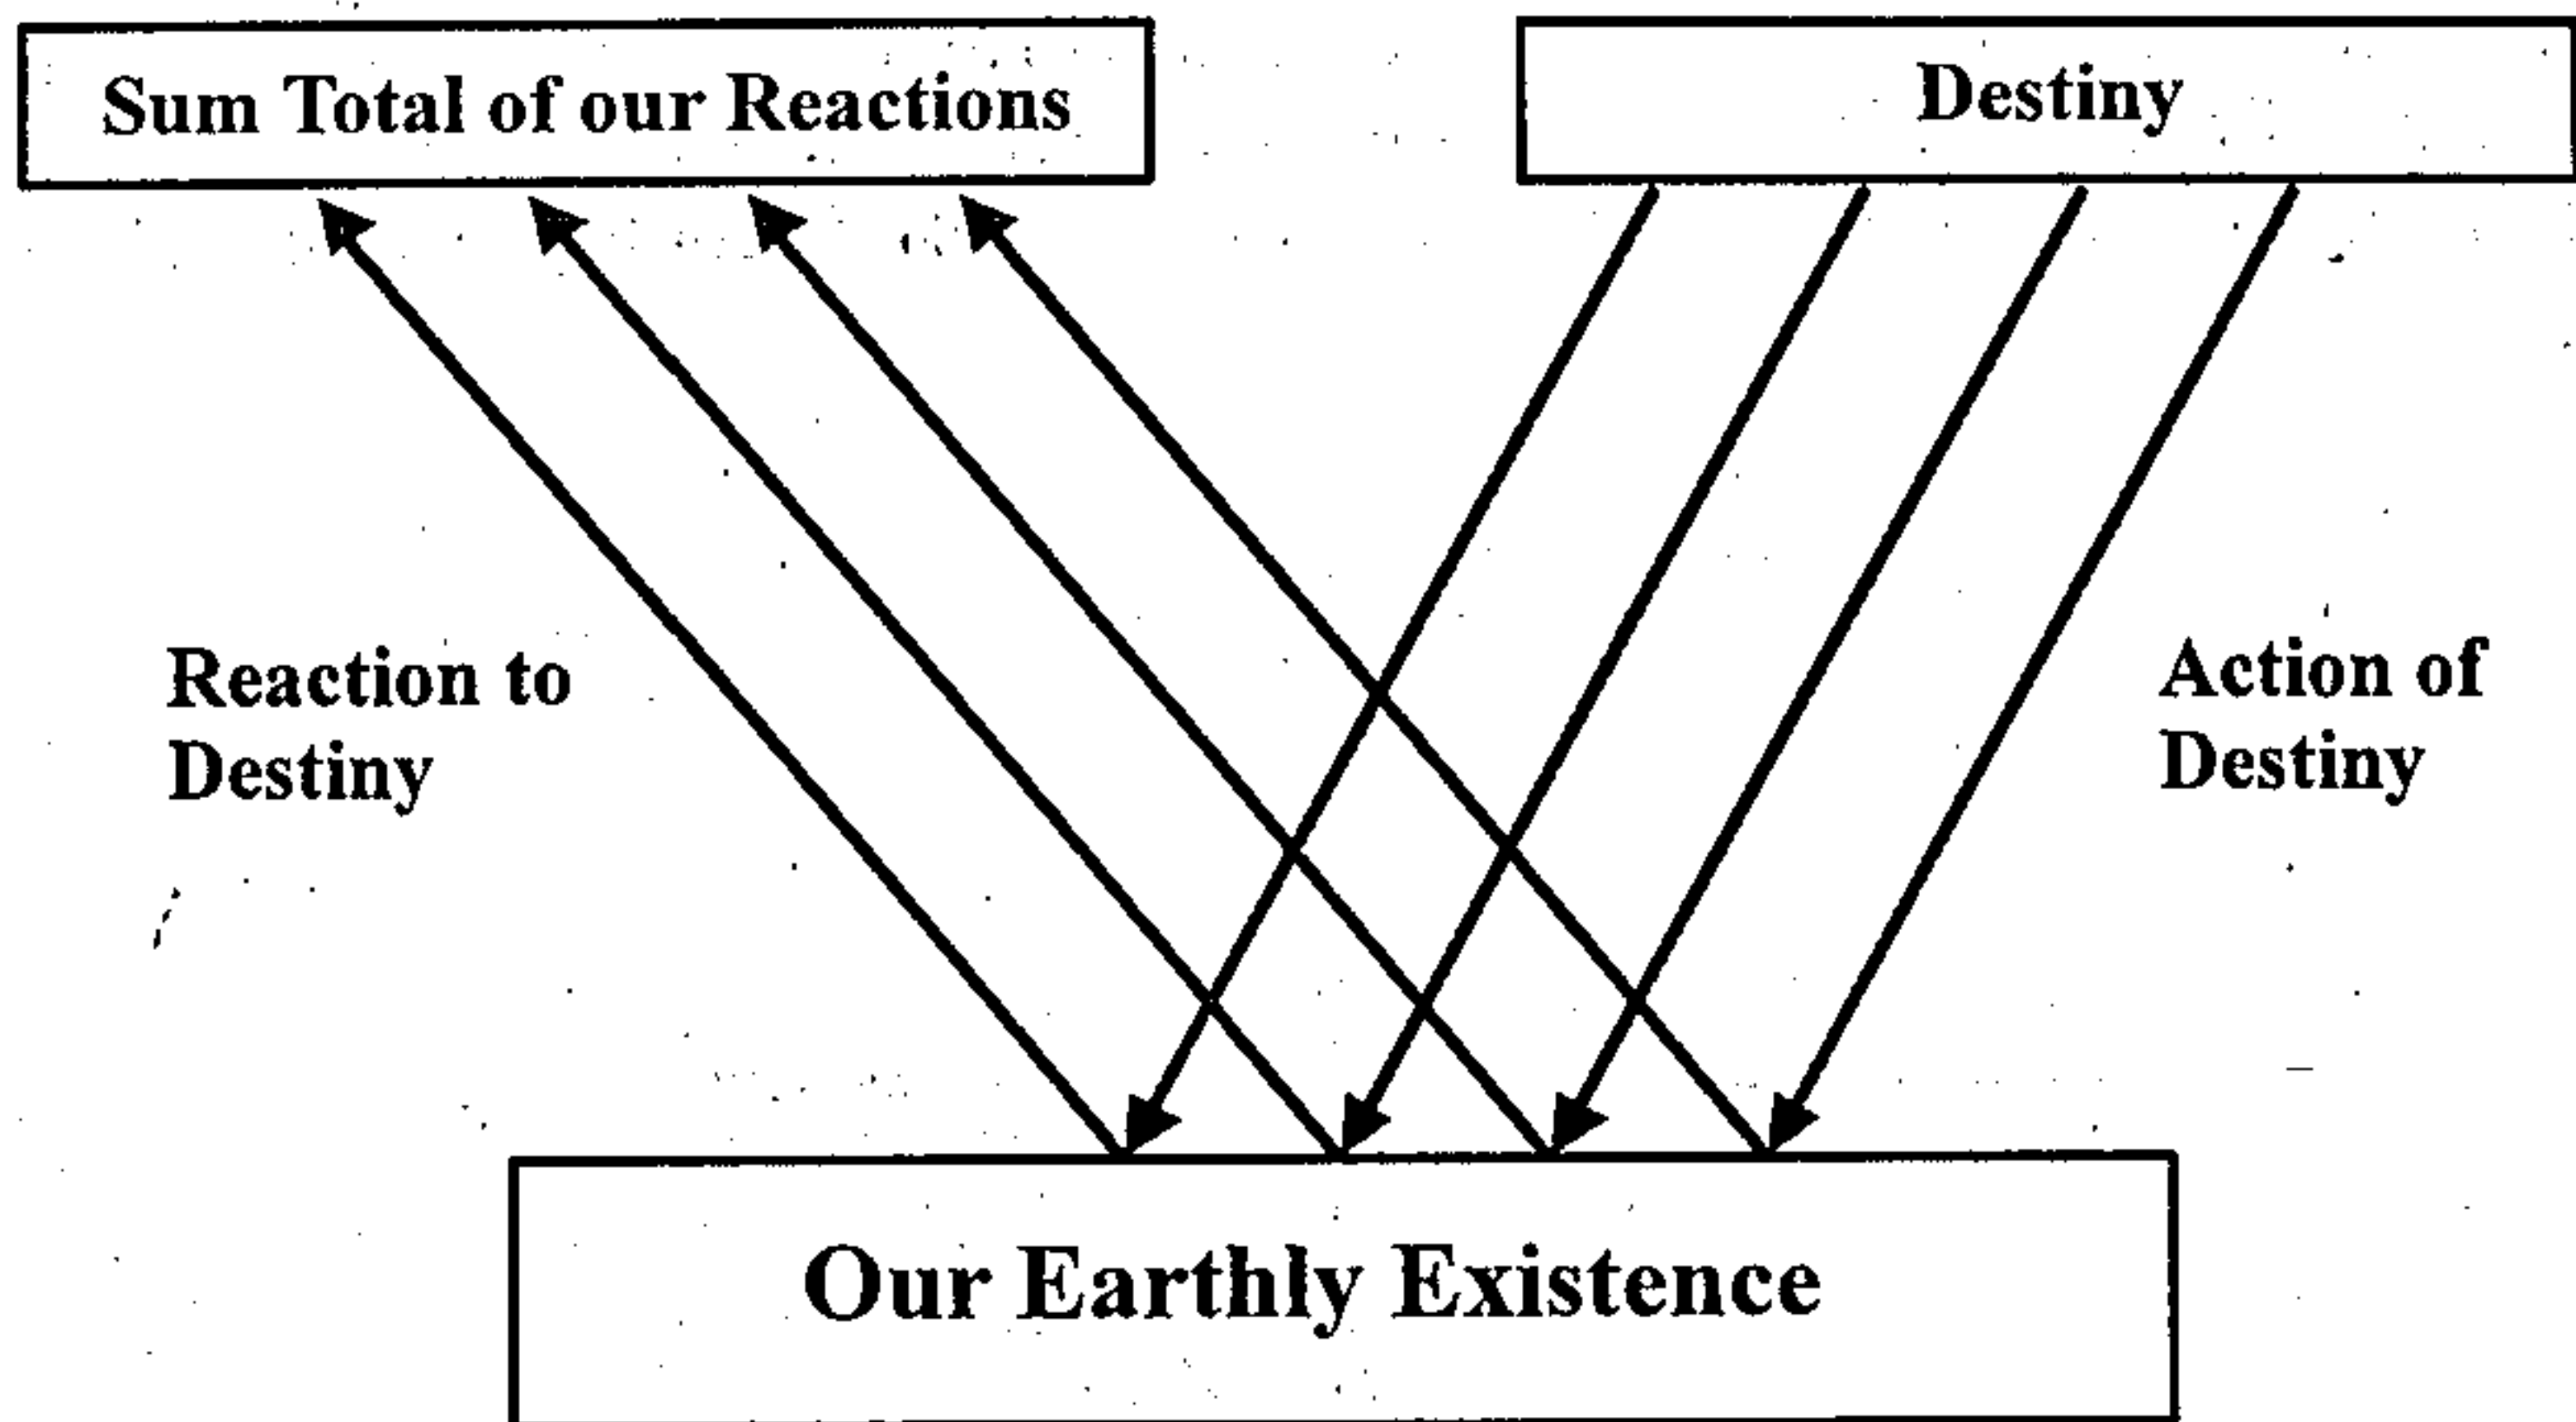 Sum Total of our Reactions
Destiny
Reaction to
Destiny
Action of
Destiny
Our Earthly Existence